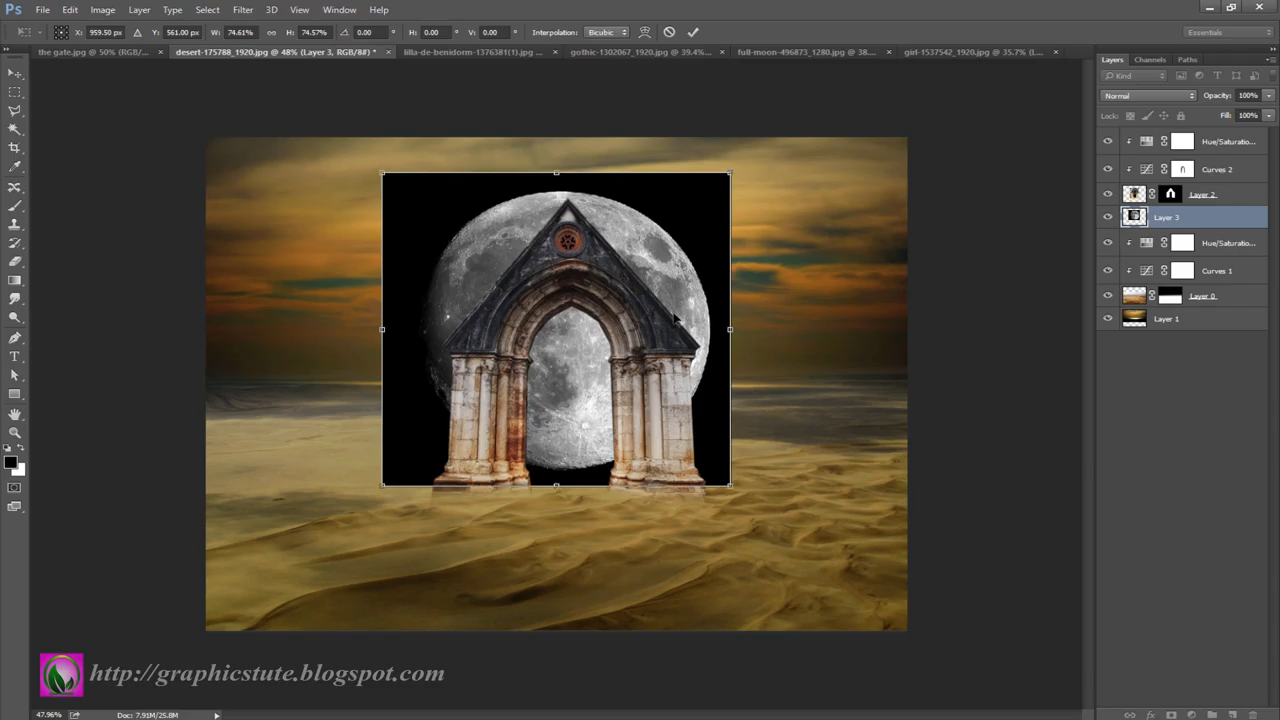 Ps File Edit Image Layer Type Select Filter 3D View Window Help
X: 959.50 px Y: 561.00 px W: 74.61% H: 74.57% 0.00 ° H: 0.00 ° V: 0.00 ° Interpolation: Bicubic Essentials
the gate.jpg @ 50% (RGB/... × desert-175788_1920.jpg @ 48% (Layer 3, RGB/8#) * × lilla-de-benidorm-1376381(1).jpg ... × gothic-1302067_1920.jpg @ 39.4%... × full-moon-496873_1280.jpg @ 38.... × girl-1537542_1920.jpg @ 35.7% (L... ×
Layers Channels Paths
Kind
Normal Opacity: 100%
Lock: Fill: 100%
Hue/Saturatio...
Curves 2
Layer 2
Layer 3
Hue/Saturatio...
Curves 1
Layer 0
Layer 1
http://graphicstute.blogspot.com
47.96% Doc: 7.91M/25.8M